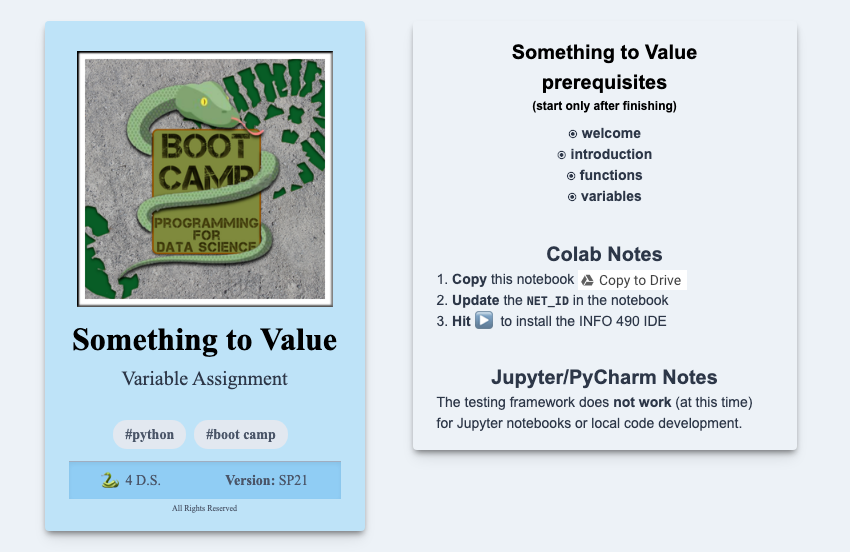 BOOT
CAMP
PROGRAMMING
FOR
DATA SCIENCE
Something to Value
Variable Assignment
#python #boot camp
4 D.S. Version: SP21
All Rights Reserved
Something to Value
prerequisites
(start only after finishing)
welcome
introduction
functions
variables
Colab Notes
1. Copy this notebook Copy to Drive
2. Update the NET_ID in the notebook
3. Hit to install the INFO 490 IDE
Jupyter/PyCharm Notes
The testing framework does not work (at this time)
for Jupyter notebooks or local code development.